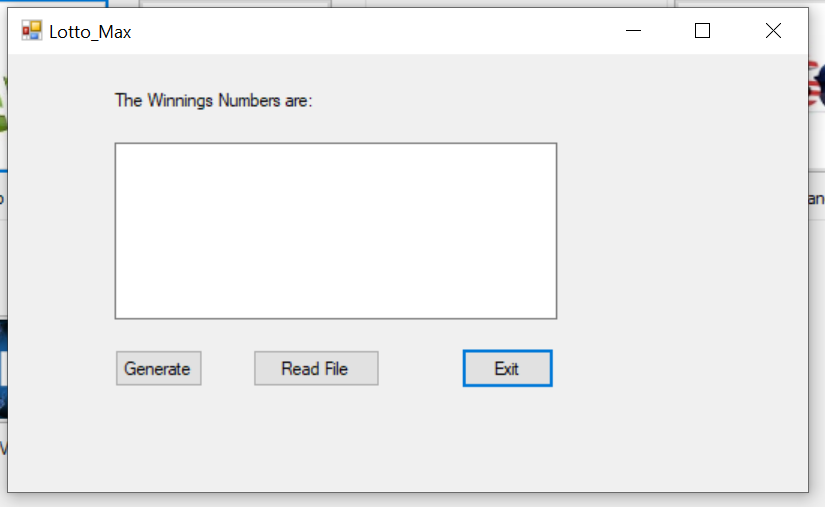 Lotto_Max
The Winnings Numbers are:
Generate Read File Exit